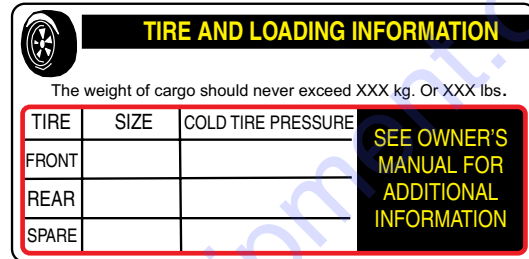 TIRE AND LOADING INFORMATION
The weight of cargo should never exceed XXX kg. Or XXX lbs.
TIRE SIZE COLD TIRE PRESSURE
SEE OWNER'S
MANUAL FOR
ADDITIONAL
INFORMATION
FRONT
REAR
SPARE